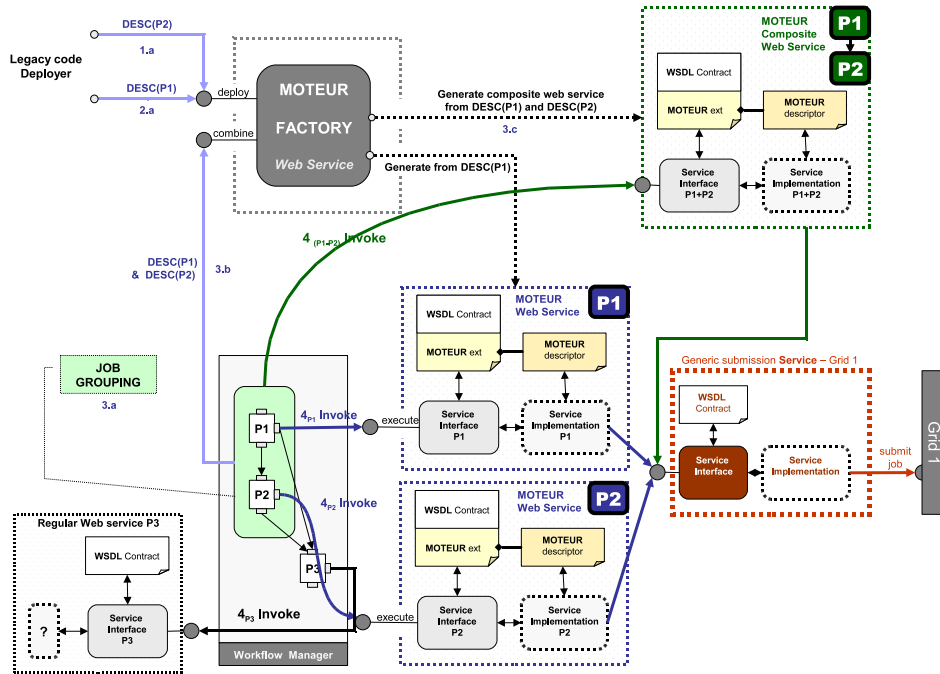 DESC(P2)
1.a
Legacy code
Deployer
DESC(P1)
2.a
deploy
combine
MOTEUR
FACTORY
Web Service
Generate composite web service
from DESC(P1) and DESC(P2)
3.c
Generate from DESC(P1)
MOTEUR
Composite
Web Service
P1
P2
WSDL Contract
MOTEUR ext
MOTEUR
descriptor
Service
Interface
P1+P2
Service
Implementation
P1+P2
4 (P1-P2) Invoke
DESC(P1)
& DESC(P2)
3.b
MOTEUR
Web Service
P1
WSDL Contract
MOTEUR ext
MOTEUR
descriptor
execute
Service
Interface
P1
Service
Implementation
P1
JOB
GROUPING
3.a
P1
P2
P3
4P1 Invoke
4P2 Invoke
4P3 Invoke
Workflow Manager
Generic submission Service – Grid 1
WSDL
Contract
Service
Interface
Service
Implementation
submit
job
Grid 1
MOTEUR
Web Service
P2
WSDL Contract
MOTEUR ext
MOTEUR
descriptor
execute
Service
Interface
P2
Service
Implementation
P2
Regular Web service P3
WSDL Contract
?
Service
Interface
P3